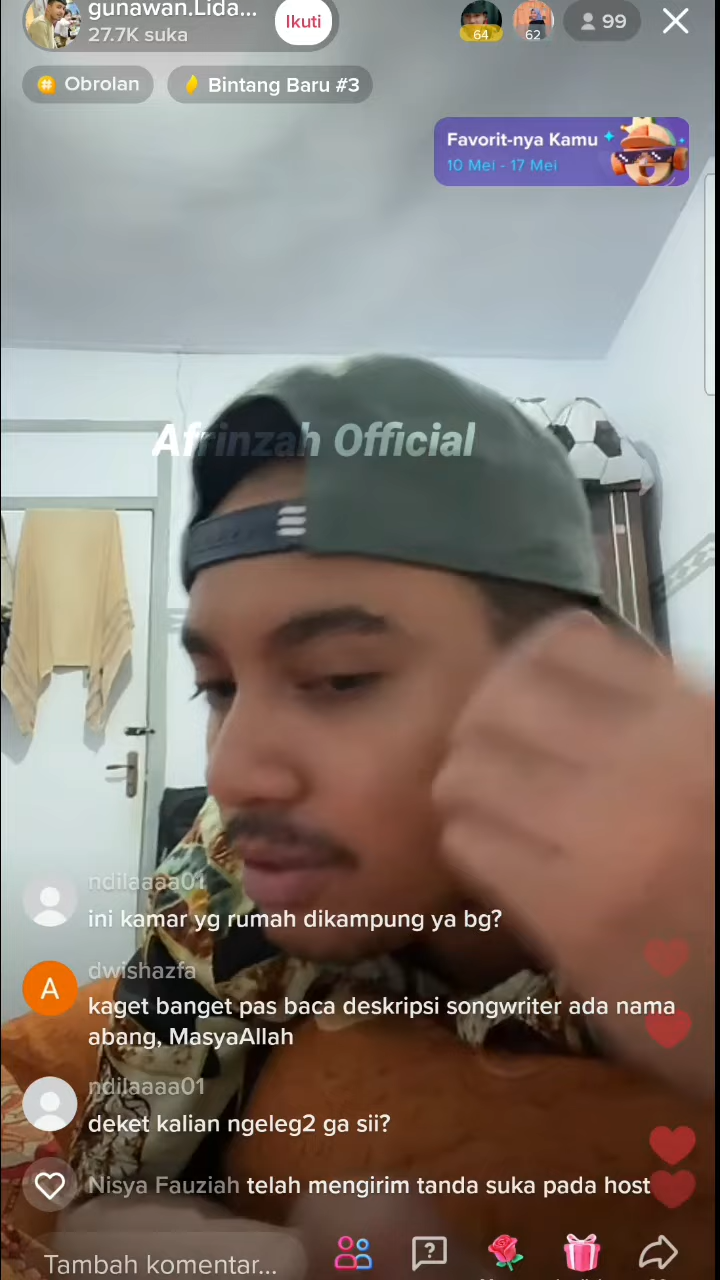 gunawan.Lida...
27.7K suka
Ikuti
64
62
99
Obrolan
Bintang Baru #3
Favorit-nya Kamu
10 Mei - 17 Mei
Afrinzah Official
ndilaaaa01
ini kamar yg rumah dikampung ya bg?
A
dwishazfa
kaget banget pas baca deskripsi songwriter ada nama
abang, MasyaAllah
ndilaaaa01
deket kalian ngeleg2 ga sii?
Nisya Fauziah telah mengirim tanda suka pada host
Tambah komentar...